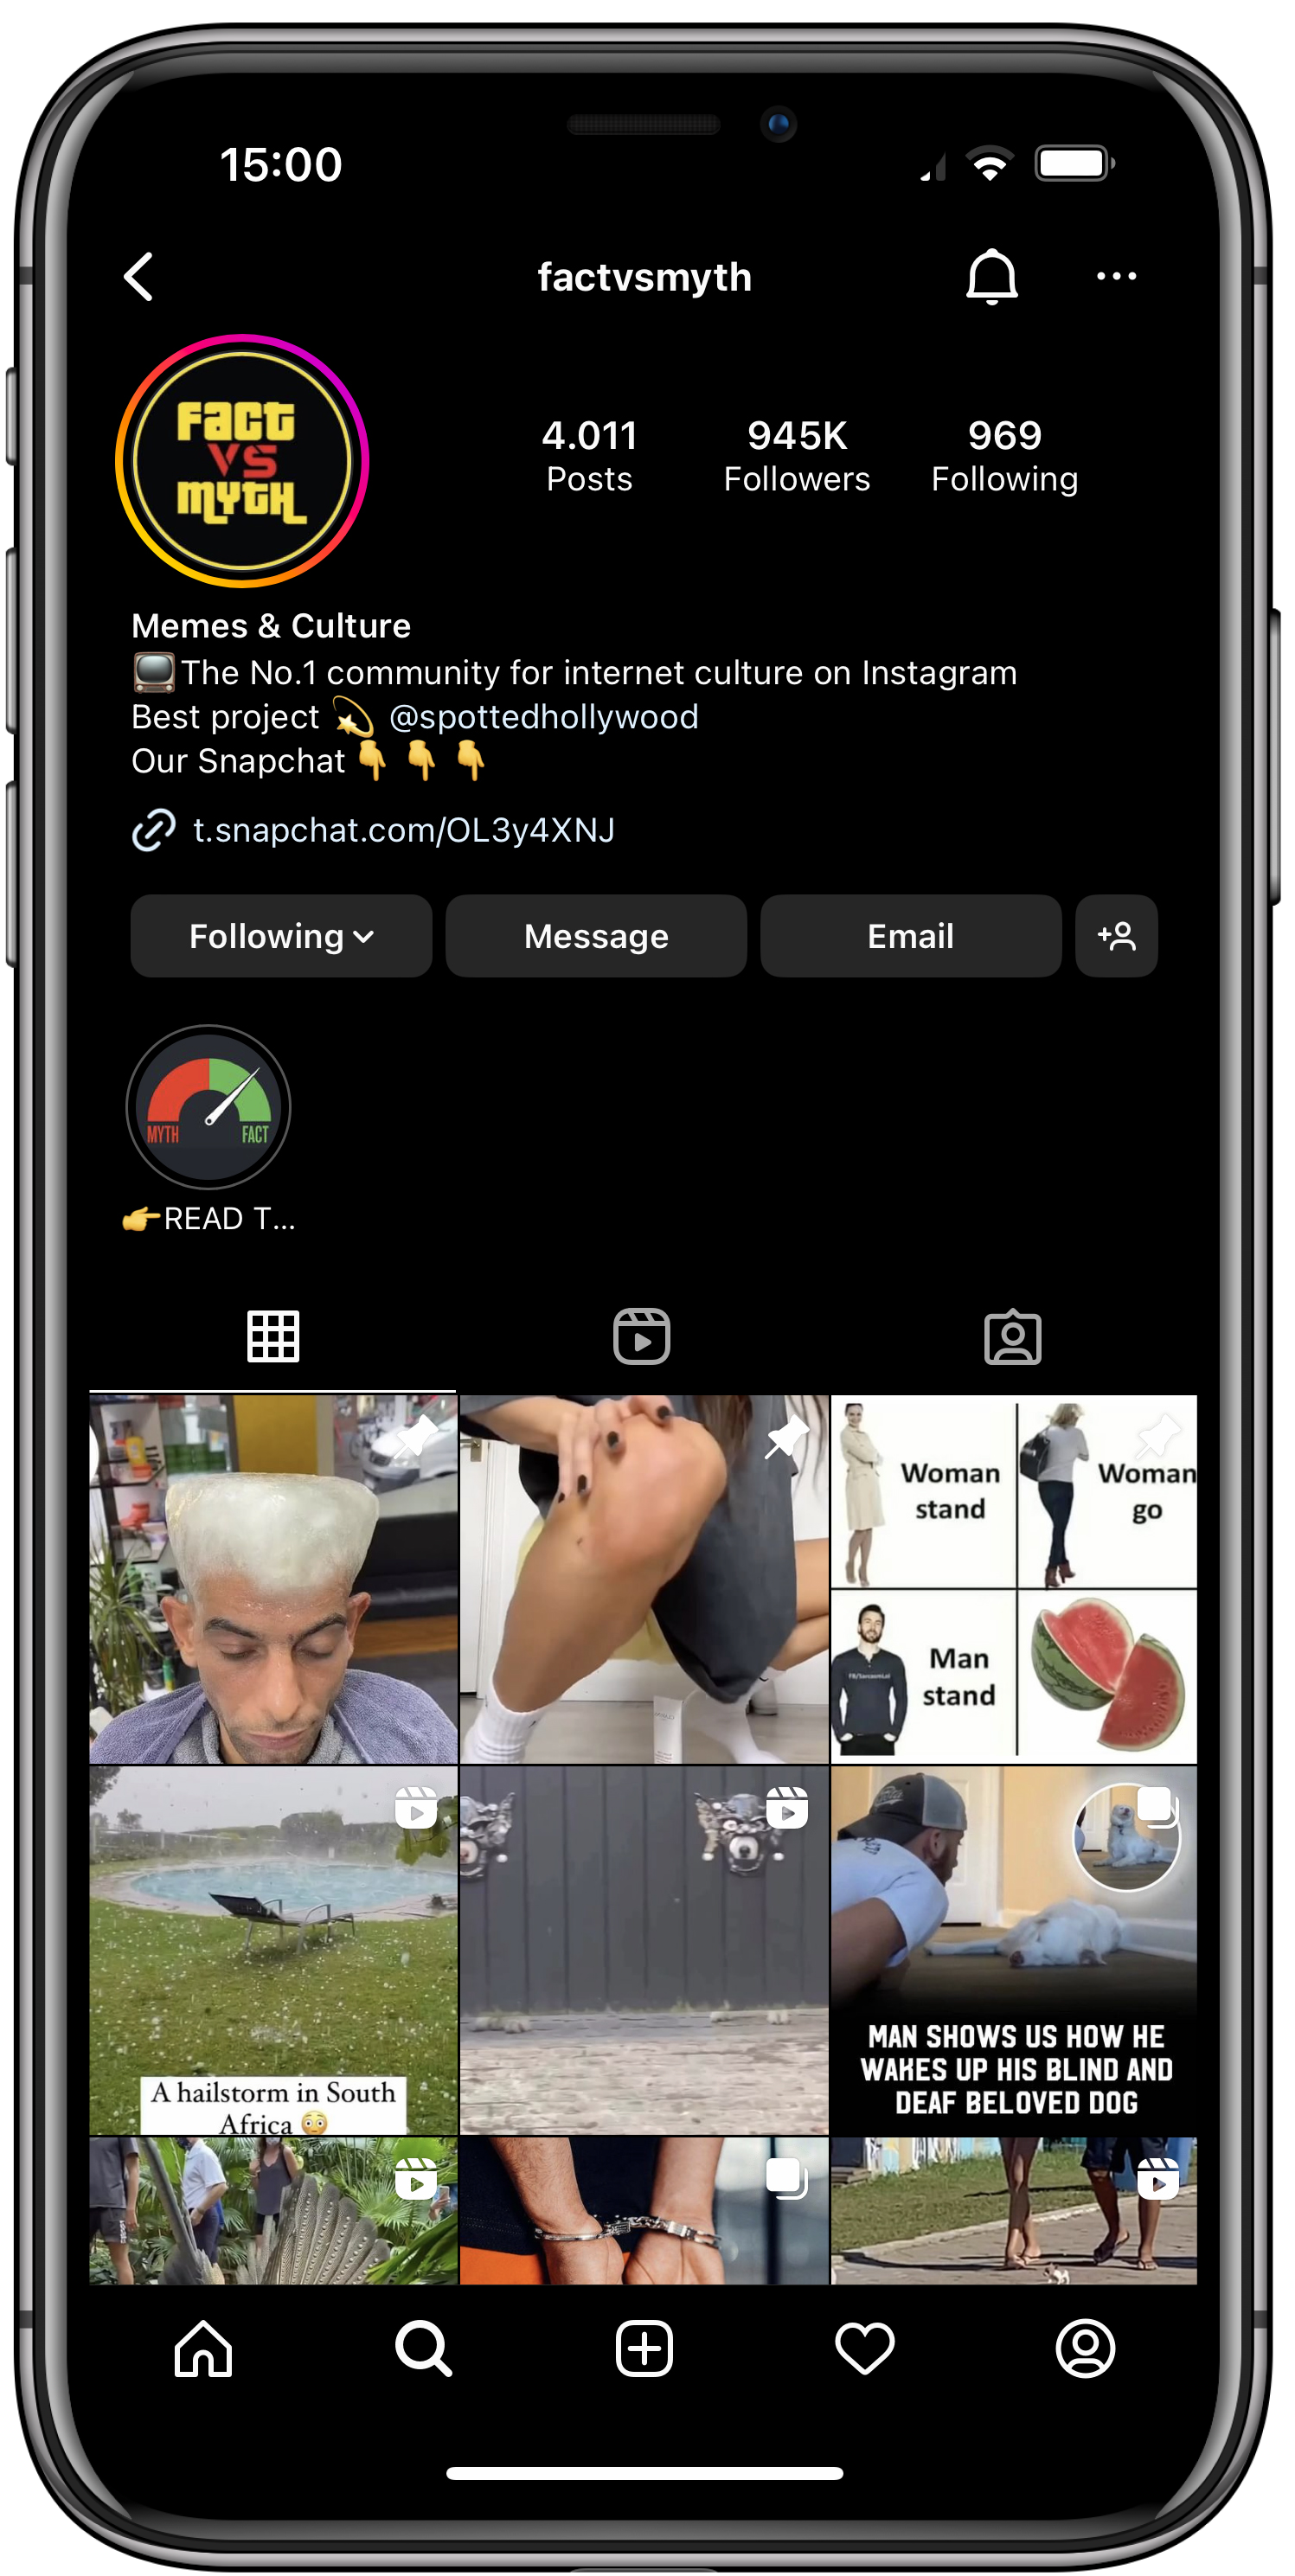 15:00
factvsmyth
Fact
VS
Myth
4.011
Posts
945K
Followers
969
Following
Memes & Culture
📺The No.1 community for internet culture on Instagram
Best project 💫 @spottedhollywood
Our Snapchat👇👇👇
t.snapchat.com/OL3y4XNJ
Following
Message
Email
MYTH
FACT
👉READ T...
Woman
stand
Woman
go
Man
stand
A hailstorm in South
Africa 😳
MAN SHOWS US HOW HE
WAKES UP HIS BLIND AND
DEAF BELOVED DOG